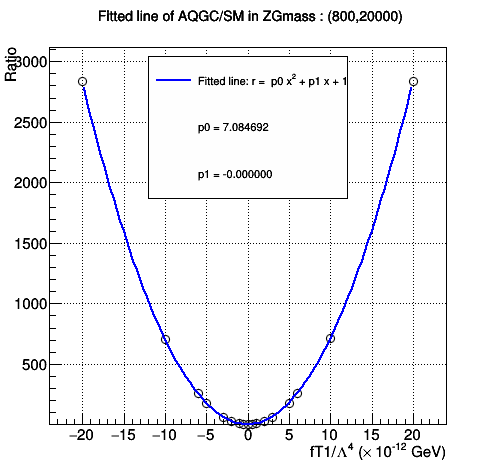 FItted line of AQGC/SM in ZGmass : (800,20000)
Ratio
3000
2500
2000
1500
1000
500
Fitted line: r = p0 x² + p1 x + 1
p0 = 7.084692
p1 = -0.000000
−20 −15 −10 −5 0 5 10 15 20
fT1/Λ⁴ (× 10⁻¹² GeV)